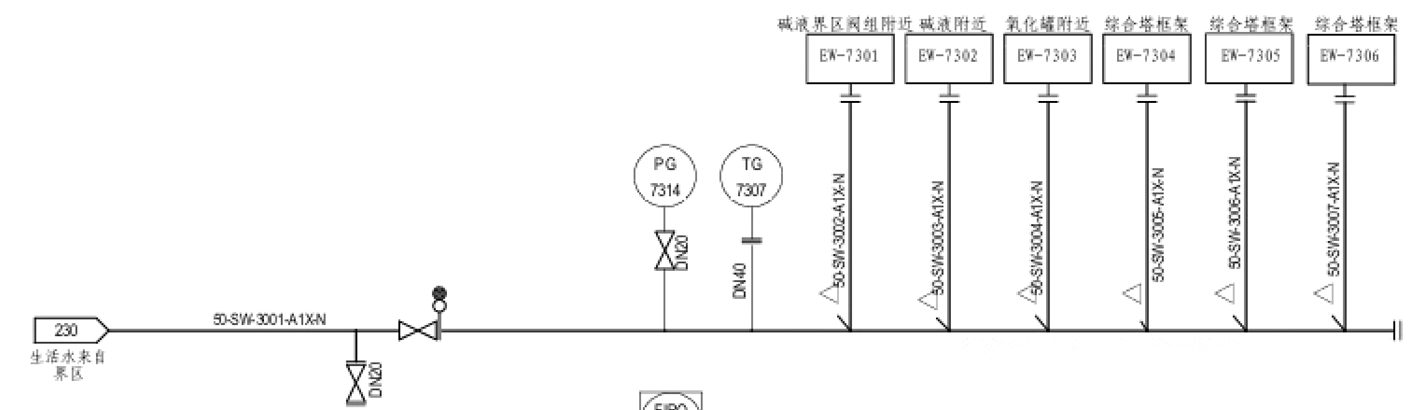 碱液界区阀组附近 碱液附近 氧化罐附近 综合塔框架 综合塔框架 综合塔框架
EW-7301 EW-7302 EW-7303 EW-7304 EW-7305 EW-7306
PG
7314
TG
7307
DN20
DN40
50-SW-3002-A1X-N
50-SW-3003-A1X-N
50-SW-3004-A1X-N
50-SW-3005-A1X-N
50-SW-3006-A1X-N
50-SW-3007-A1X-N
50-SW-3001-A1X-N
230
生活水来自
界区
DN20